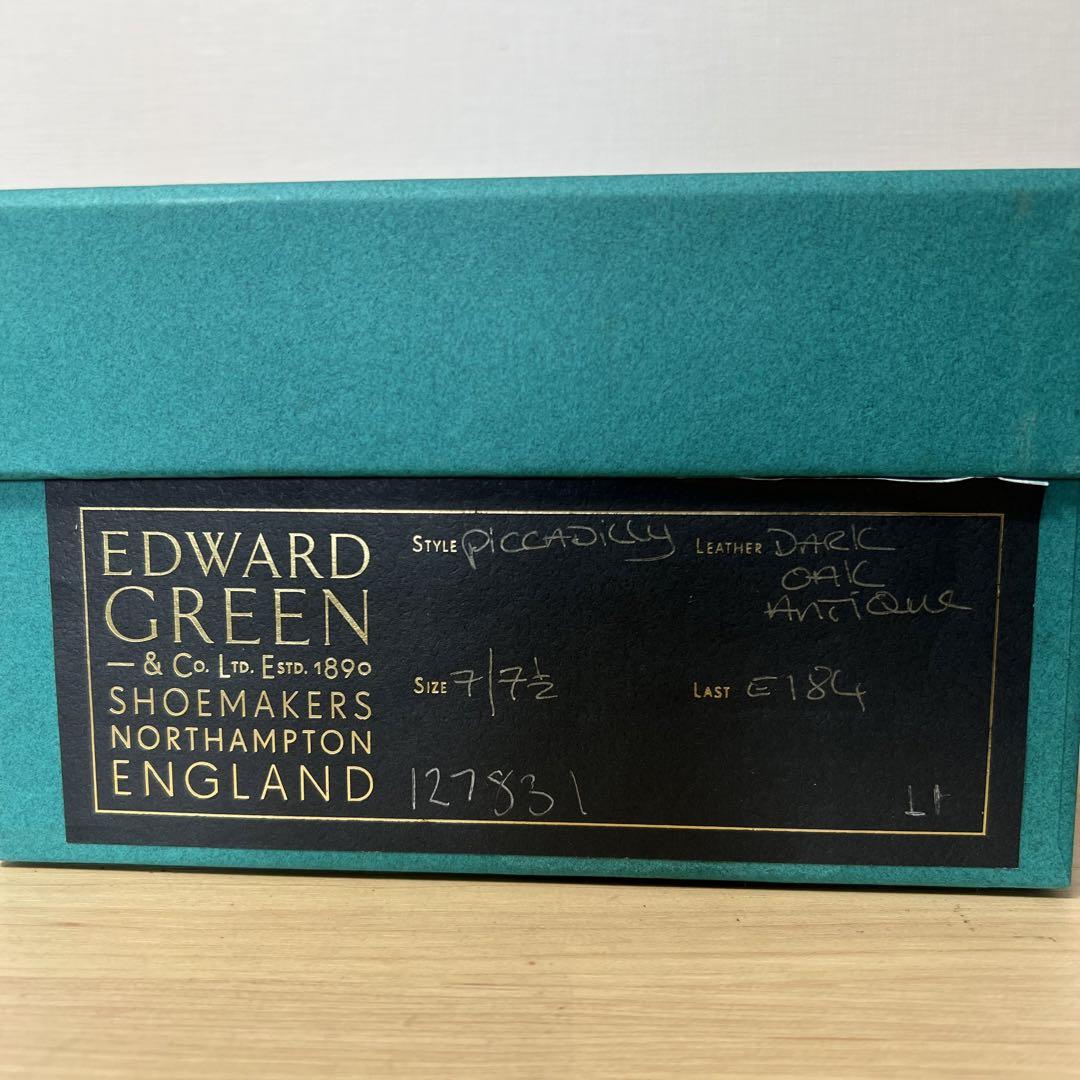 EDWARD
GREEN
— & Co. LTD. ESTD. 1890
SHOEMAKERS
NORTHAMPTON
ENGLAND
STYLE PICCADILLY
LEATHER DARK
OAK
ANTIQUE
SIZE 7/7½
LAST E184
127831